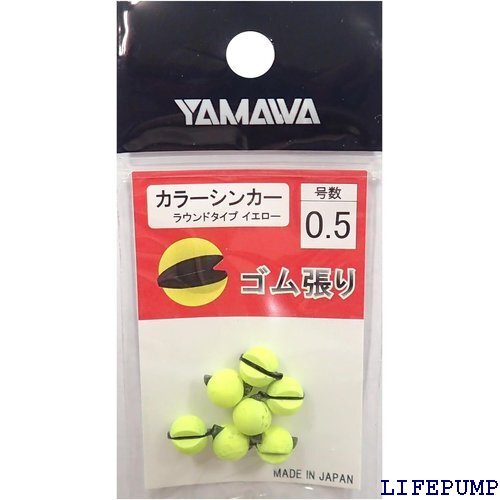 YAMAWA
カラーシンカー
ラウンドタイプ イエロー
号数
0.5
ゴム張り
MADE IN JAPAN
LIFEPUMP